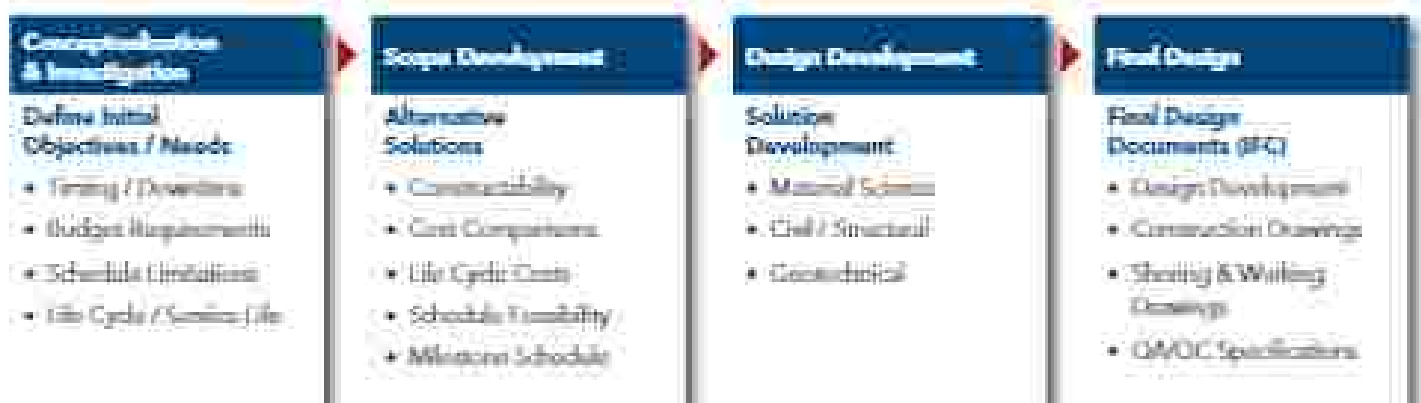 Conceptualization
& Investigation
Define Initial
Objectives / Needs
• Timing / Downtime
• Budget Requirements
• Schedule Limitations
• Life Cycle / Service Life
Scope Development
Alternative
Solutions
• Constructability
• Cost Comparisons
• Life Cycle Costs
• Schedule Feasibility
• Milestone Schedule
Design Development
Solution
Development
• Material Science
• Civil / Structural
• Geotechnical
Final Design
Final Design
Documents (IFC)
• Design Development
• Construction Drawings
• Shoring & Working
Drawings
• QA/QC Specifications